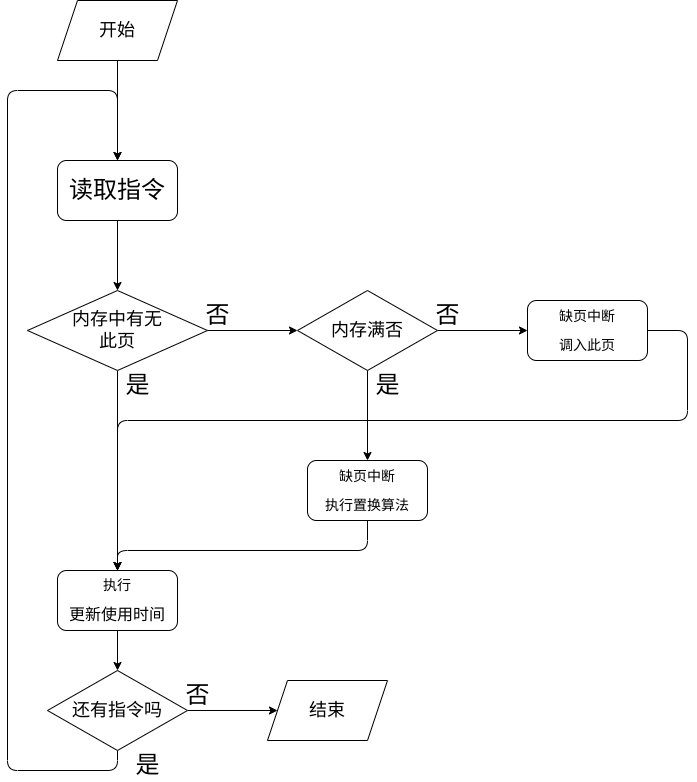 开始
读取指令
内存中有无
此页
否
内存满否
否
缺页中断
调入此页
是
是
缺页中断
执行置换算法
执行
更新使用时间
还有指令吗
否
结束
是